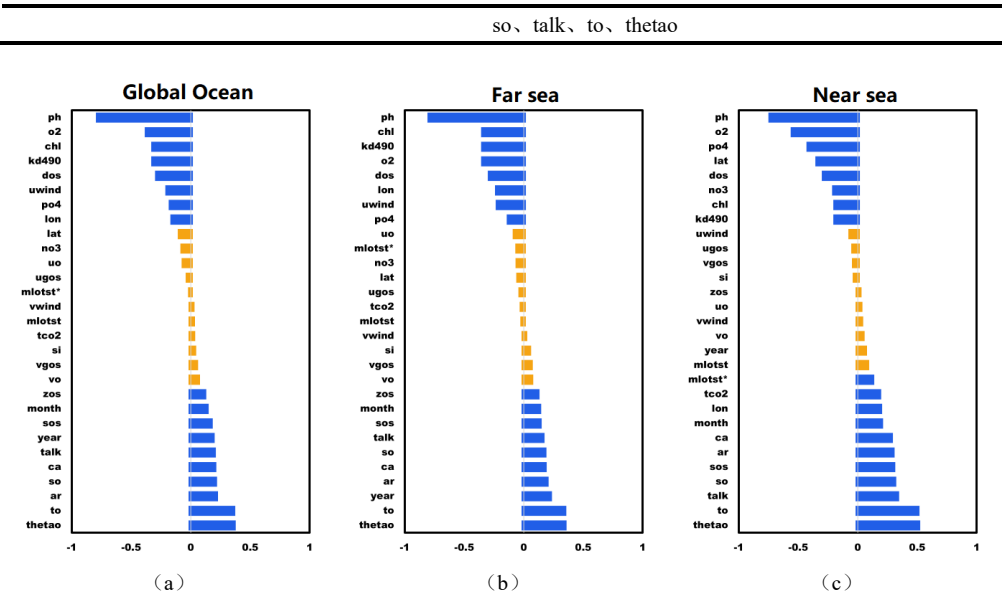 so、talk、to、thetao
Global Ocean
ph
o2
chl
kd490
dos
uwind
po4
lon
lat
no3
uo
ugos
mlotst*
vwind
mlotst
tco2
si
vgos
vo
zos
month
sos
year
talk
ca
so
ar
to
thetao
-1 -0.5 0 0.5 1
（a）
Far sea
ph
chl
kd490
o2
dos
lon
uwind
po4
uo
mlotst*
no3
lat
ugos
tco2
mlotst
vwind
si
vgos
vo
zos
month
sos
talk
so
ca
ar
year
to
thetao
-1 -0.5 0 0.5 1
（b）
Near sea
ph
o2
po4
lat
dos
no3
chl
kd490
uwind
ugos
vgos
si
zos
uo
vwind
vo
year
mlotst
mlotst*
tco2
lon
month
ca
ar
sos
so
talk
to
thetao
-1 -0.5 0 0.5 1
（c）